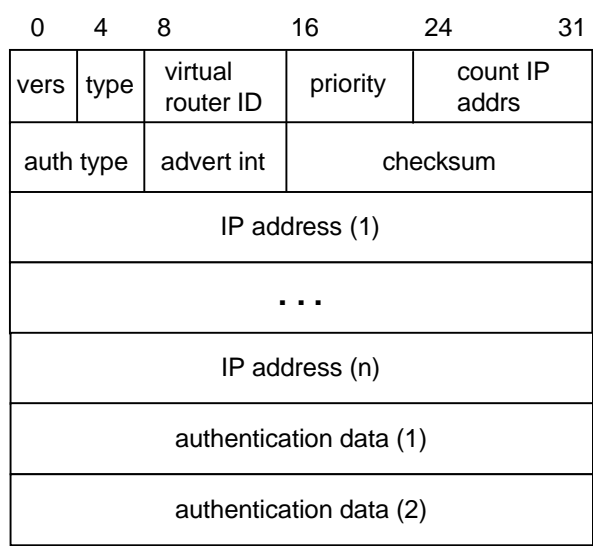 0 4 8 16 24 31
vers type virtual router ID priority count IP addrs
auth type advert int checksum
IP address (1)
. . .
IP address (n)
authentication data (1)
authentication data (2)